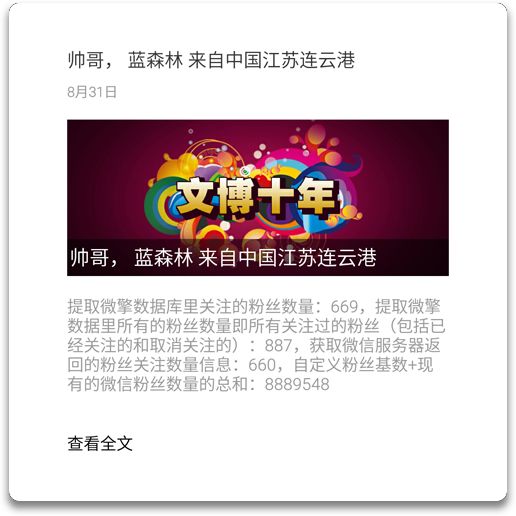 帅哥， 蓝森林 来自中国江苏连云港
8月31日
文博十年
帅哥， 蓝森林 来自中国江苏连云港
提取微擎数据库里关注的粉丝数量：669，提取微擎
数据里所有的粉丝数量即所有关注过的粉丝（包括已
经关注的和取消关注的）：887，获取微信服务器返
回的粉丝关注数量信息：660，自定义粉丝基数+现
有的微信粉丝数量的总和：8889548
查看全文